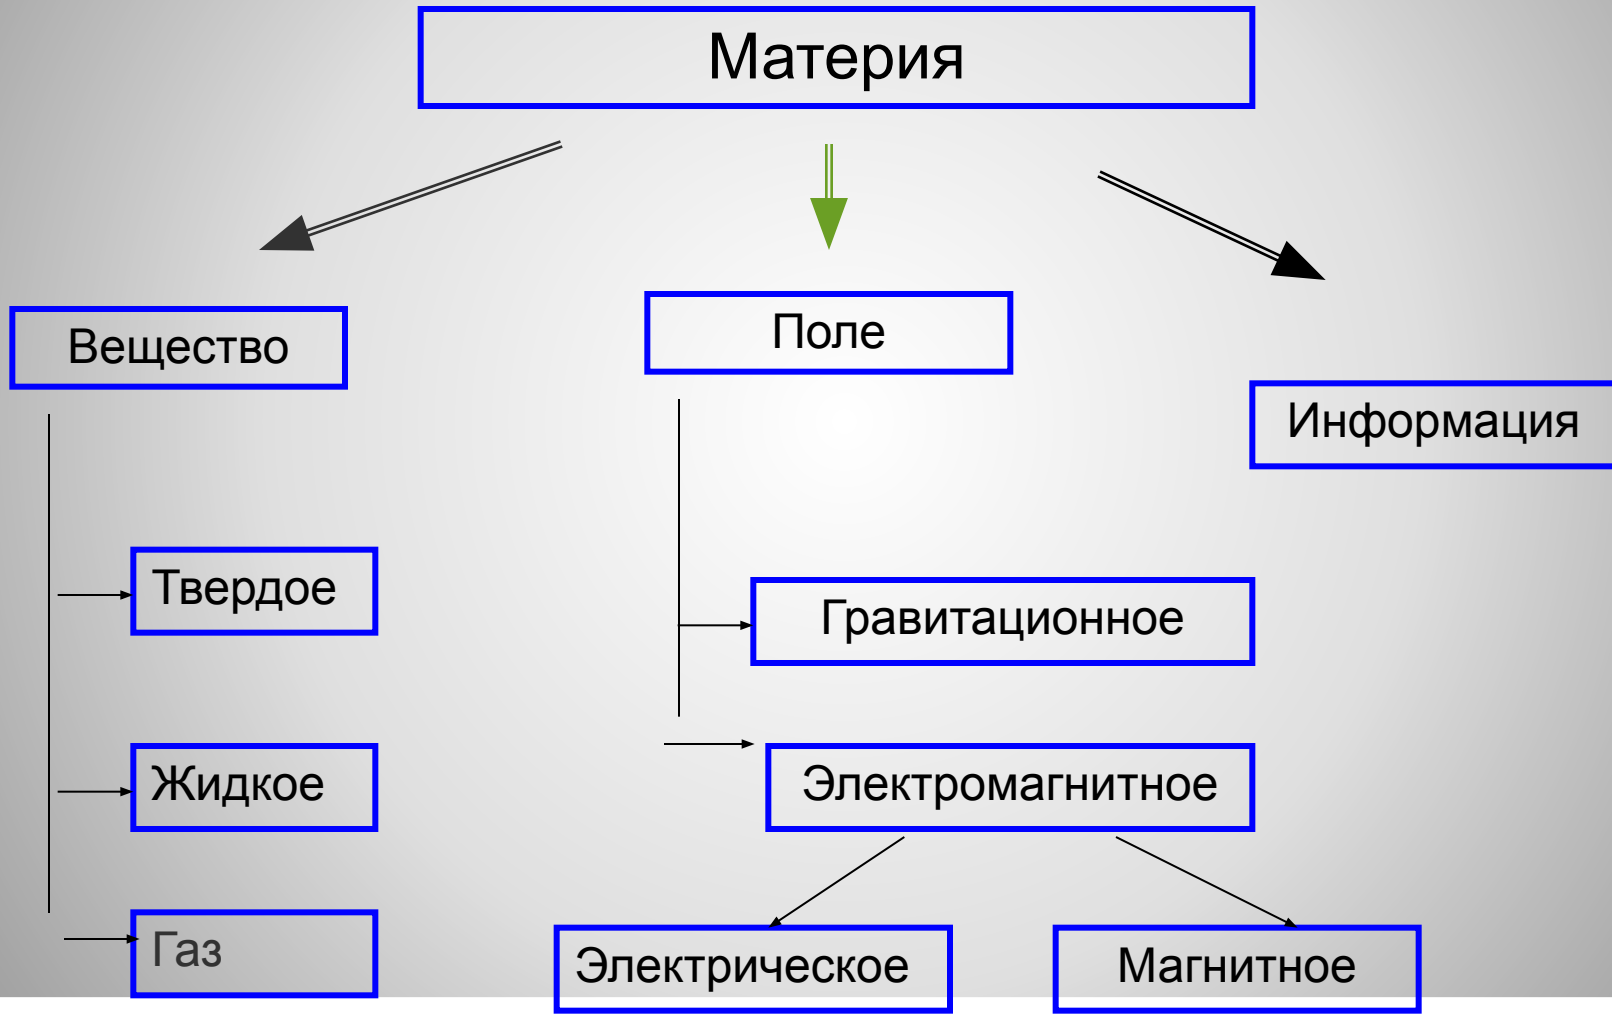 Материя
Вещество
Поле
Информация
Твердое
Гравитационное
Жидкое
Электромагнитное
Газ
Электрическое
Магнитное